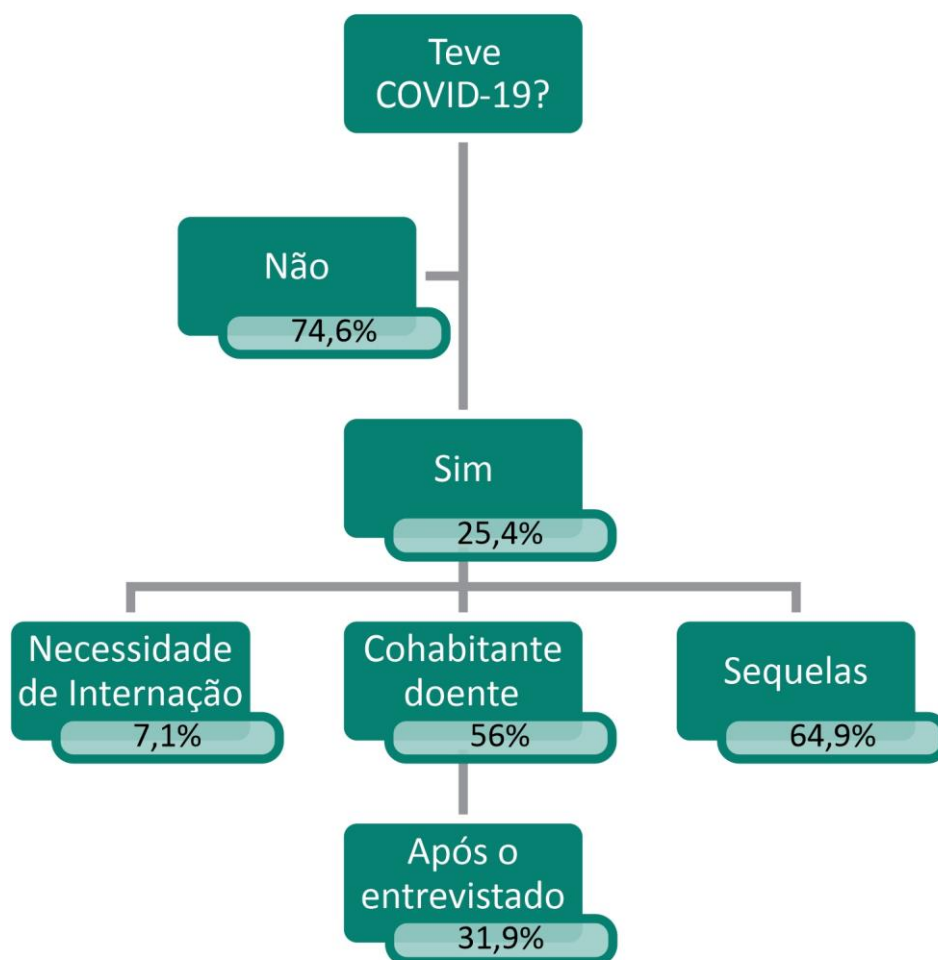 Teve
COVID-19?
Não
74,6%
Sim
25,4%
Necessidade
de Internação
7,1%
Cohabitante
doente
56%
Sequelas
64,9%
Após o
entrevistado
31,9%